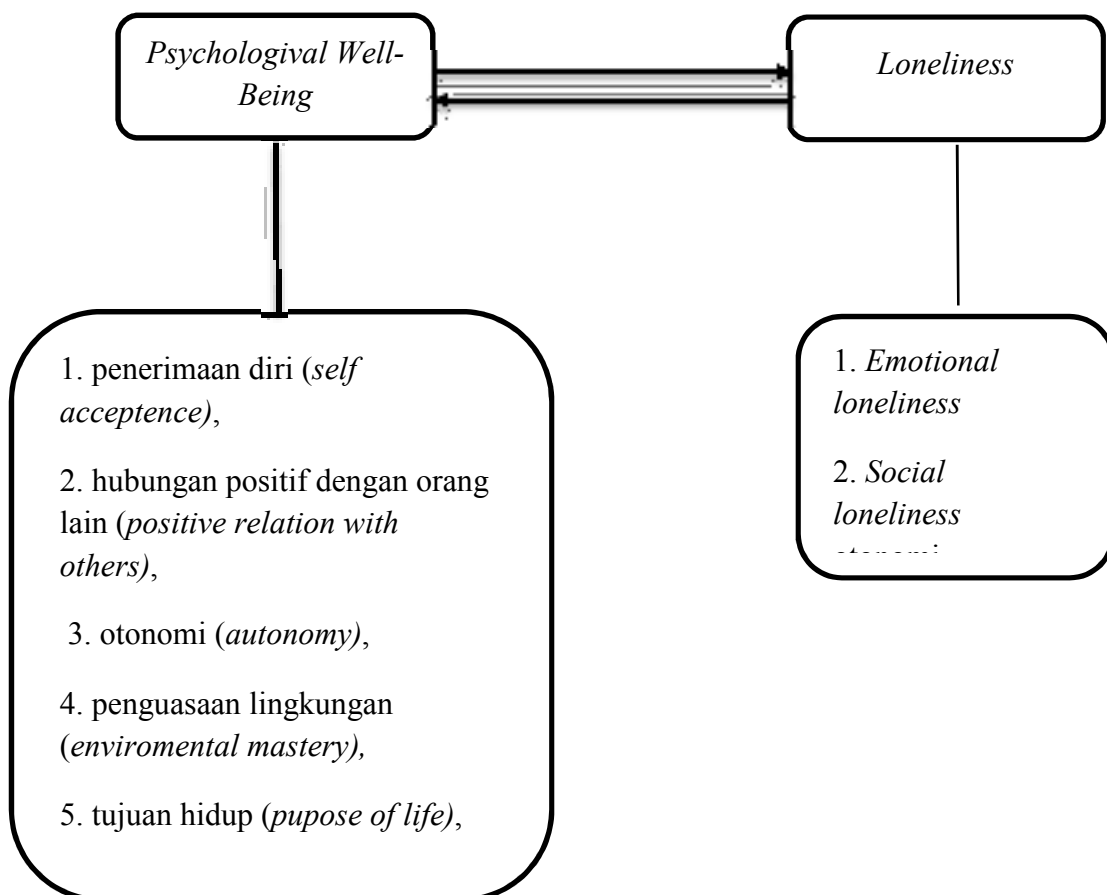 Psychologival Well-
Being
Loneliness
1. penerimaan diri (self
acceptence),
2. hubungan positif dengan orang
lain (positive relation with
others),
3. otonomi (autonomy),
4. penguasaan lingkungan
(enviromental mastery),
5. tujuan hidup (pupose of life),
1. Emotional
loneliness
2. Social
loneliness